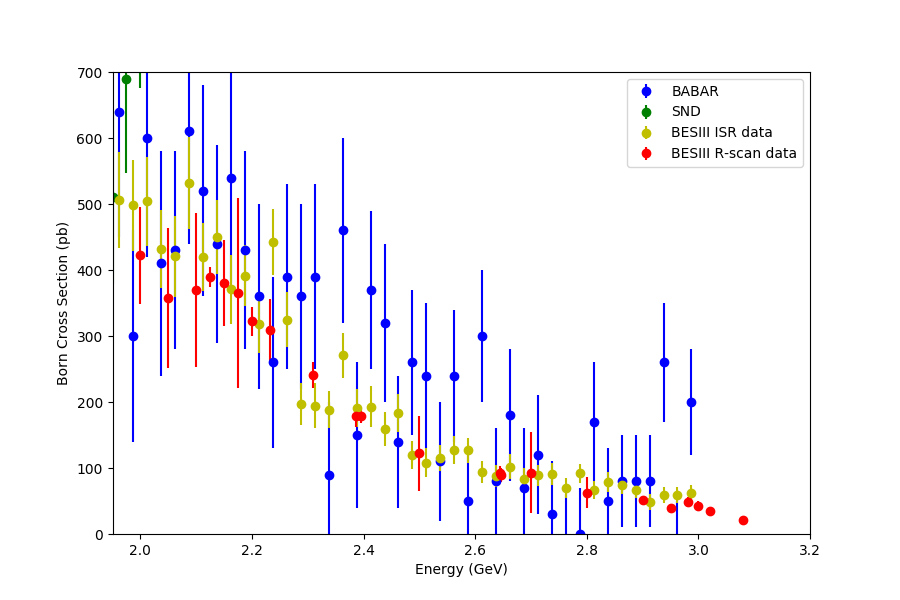 BABAR
SND
BESIII ISR data
BESIII R-scan data
700
600
500
400
300
200
100
0
Born Cross Section (pb)
2.0 2.2 2.4 2.6 2.8 3.0 3.2
Energy (GeV)